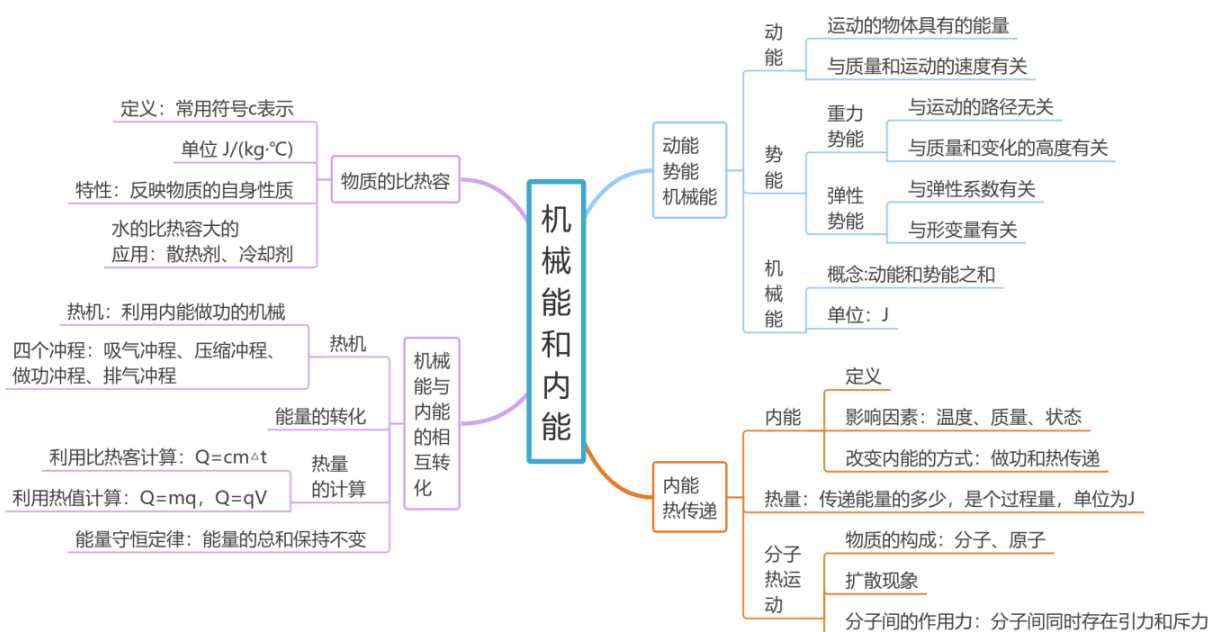 机械能和内能
动能
势能
机械能
动能
运动的物体具有的能量
与质量和运动的速度有关
势能
重力
势能
与运动的路径无关
与质量和变化的高度有关
弹性
势能
与弹性系数有关
与形变量有关
机械能
概念:动能和势能之和
单位：J
内能
热传递
内能
定义
影响因素：温度、质量、状态
改变内能的方式：做功和热传递
热量：传递能量的多少，是个过程量，单位为J
分子
热运
动
物质的构成：分子、原子
扩散现象
分子间的作用力：分子间同时存在引力和斥力
物质的比热容
定义：常用符号c表示
单位 J/(kg·℃)
特性：反映物质的自身性质
水的比热容大的
应用：散热剂、冷却剂
机械
能与
内能
的相
互转
化
热机
热机：利用内能做功的机械
四个冲程：吸气冲程、压缩冲程、
做功冲程、排气冲程
能量的转化
热量
的计算
利用比热客计算：Q=cm△t
利用热值计算：Q=mq，Q=qV
能量守恒定律：能量的总和保持不变